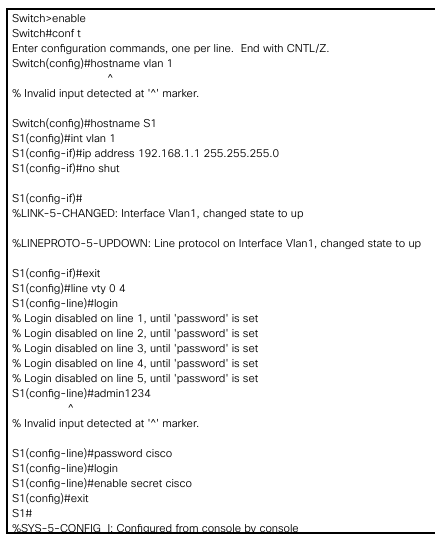 Switch>enable
Switch#conf t
Enter configuration commands, one per line. End with CNTL/Z.
Switch(config)#hostname vlan 1
^
% Invalid input detected at '^' marker.
Switch(config)#hostname S1
S1(config)#int vlan 1
S1(config-if)#ip address 192.168.1.1 255.255.255.0
S1(config-if)#no shut
S1(config-if)#
%LINK-5-CHANGED: Interface Vlan1, changed state to up
%LINEPROTO-5-UPDOWN: Line protocol on Interface Vlan1, changed state to up
S1(config-if)#exit
S1(config)#line vty 0 4
S1(config-line)#login
% Login disabled on line 1, until 'password' is set
% Login disabled on line 2, until 'password' is set
% Login disabled on line 3, until 'password' is set
% Login disabled on line 4, until 'password' is set
% Login disabled on line 5, until 'password' is set
S1(config-line)#admin1234
^
% Invalid input detected at '^' marker.
S1(config-line)#password cisco
S1(config-line)#login
S1(config-line)#enable secret cisco
S1(config)#exit
S1#
%SYS-5-CONFIG_I: Configured from console by console